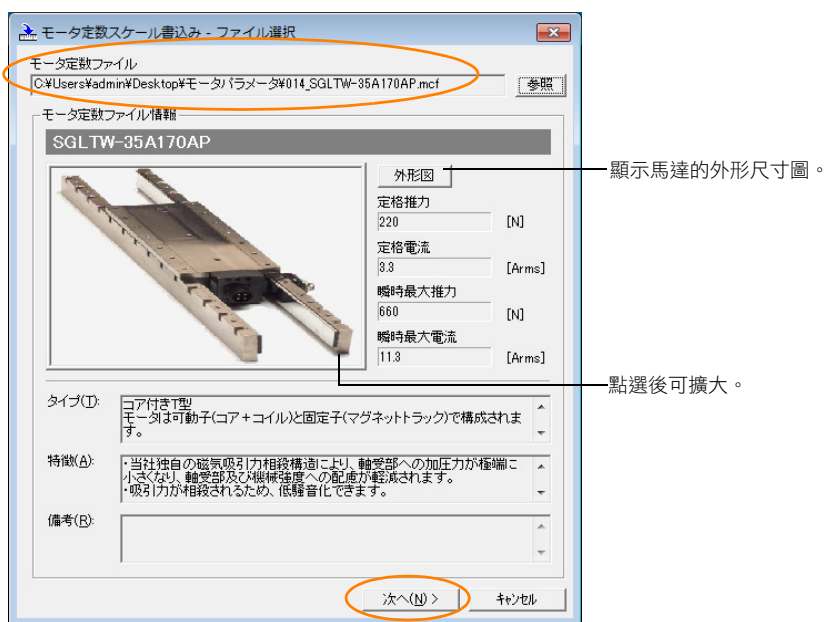 モータ定数スケール書込み - ファイル選択
モータ定数ファイル
C:¥Users¥admin¥Desktop¥モータパラメータ¥014_SGLTW-35A170AP.mcf
参照
モータ定数ファイル情報
SGLTW-35A170AP
外形図
顯示馬達的外形尺寸圖。
定格推力
220 [N]
定格電流
3.3 [Arms]
瞬時最大推力
660 [N]
瞬時最大電流
11.3 [Arms]
點選後可擴大。
タイプ(T):
コア付きT型
モータは可動子(コア+コイル)と固定子(マグネットトラック)で構成されま
す。
特徴(A):
・当社独自の磁気吸引力相殺構造により、軸受部への加圧力が極端に
小さくなり、軸受部及び機械強度への配慮が軽減されます。
・吸引力が相殺されるため、低騒音化できます。
備考(R):
次へ(N) >
キャンセル